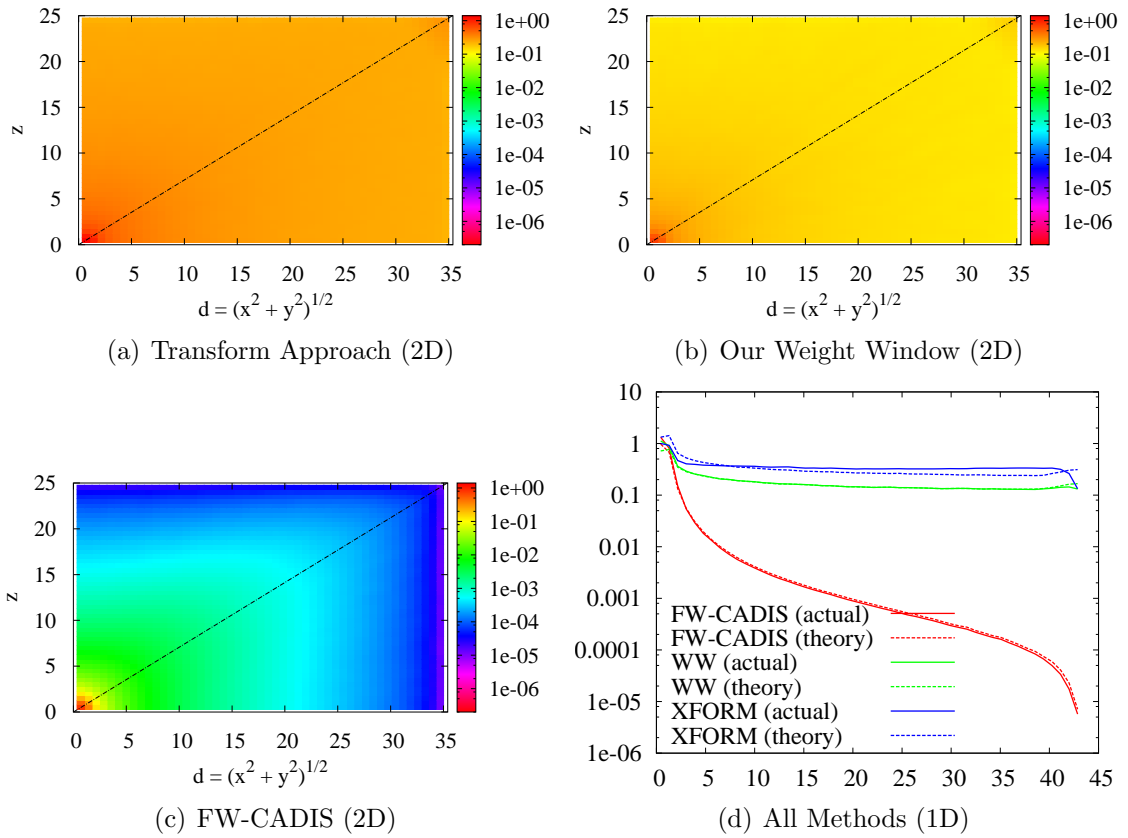 25
20
15
10
5
0
z
0 5 10 15 20 25 30 35
d = (x² + y²)¹/²
1e+00
1e-01
1e-02
1e-03
1e-04
1e-05
1e-06
(a) Transform Approach (2D)
25
20
15
10
5
0
z
0 5 10 15 20 25 30 35
d = (x² + y²)¹/²
1e+00
1e-01
1e-02
1e-03
1e-04
1e-05
1e-06
(b) Our Weight Window (2D)
25
20
15
10
5
0
z
0 5 10 15 20 25 30 35
d = (x² + y²)¹/²
1e+00
1e-01
1e-02
1e-03
1e-04
1e-05
1e-06
(c) FW-CADIS (2D)
10
1
0.1
0.01
0.001
0.0001
1e-05
1e-06
FW-CADIS (actual)
FW-CADIS (theory)
WW (actual)
WW (theory)
XFORM (actual)
XFORM (theory)
0 5 10 15 20 25 30 35 40 45
(d) All Methods (1D)